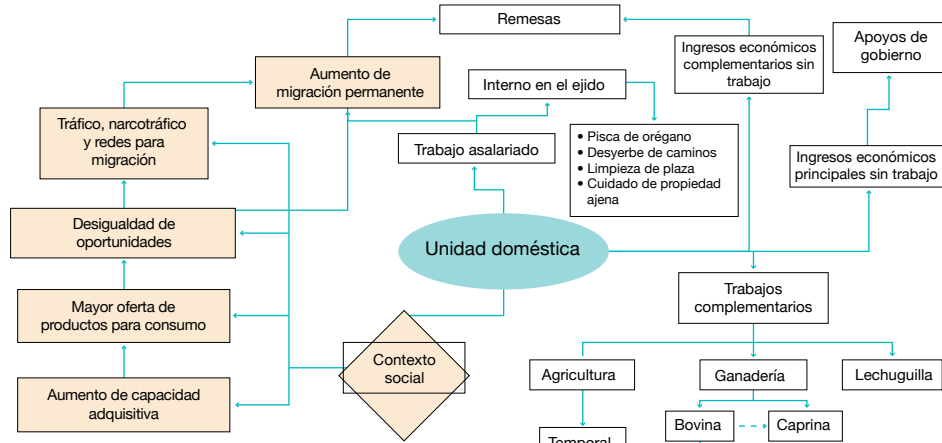 Remesas
Apoyos de
gobierno
Ingresos económicos
complementarios sin
trabajo
Aumento de
migración permanente
Interno en el ejido
Tráfico, narcotráfico
y redes para
migración
Trabajo asalariado
• Pisca de orégano
• Desyerbe de caminos
• Limpieza de plaza
• Cuidado de propiedad
ajena
Ingresos económicos
principales sin trabajo
Desigualdad de
oportunidades
Unidad doméstica
Mayor oferta de
productos para consumo
Trabajos
complementarios
Contexto
social
Aumento de capacidad
adquisitiva
Agricultura
Ganadería
Lechuguilla
Bovina
Caprina
Temporal